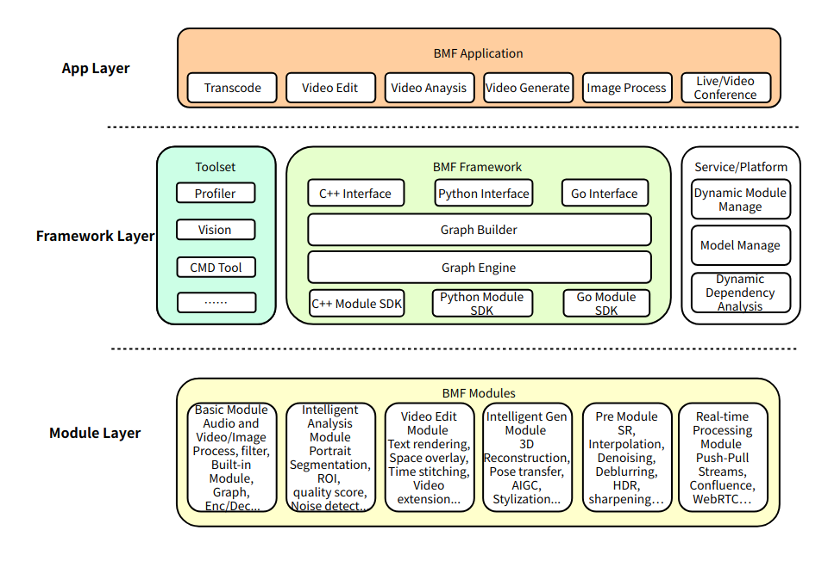 App Layer
BMF Application
Transcode
Video Edit
Video Anaysis
Video Generate
Image Process
Live/Video
Conference
Framework Layer
Toolset
Profiler
Vision
CMD Tool
......
BMF Framework
C++ Interface
Python Interface
Go Interface
Graph Builder
Graph Engine
C++ Module SDK
Python Module
SDK
Go Module
SDK
Service/Platform
Dynamic Module
Manage
Model Manage
Dynamic
Dependency
Analysis
Module Layer
BMF Modules
Basic Module
Audio and
Video/Image
Process, filter,
Built-in
Module,
Graph,
Enc/Dec...
Intelligent
Analysis
Module
Portrait
Segmentation,
ROI,
quality score,
Noise detect...
Video Edit
Module
Text rendering,
Space overlay,
Time stitching,
Video
extension...
Intelligent Gen
Module
3D
Reconstruction,
Pose transfer,
AIGC,
Stylization...
Pre Module
SR,
Interpolation,
Denoising,
Deblurring,
HDR,
sharpening...
Real-time
Processing
Module
Push-Pull
Streams,
Confluence,
WebRTC...